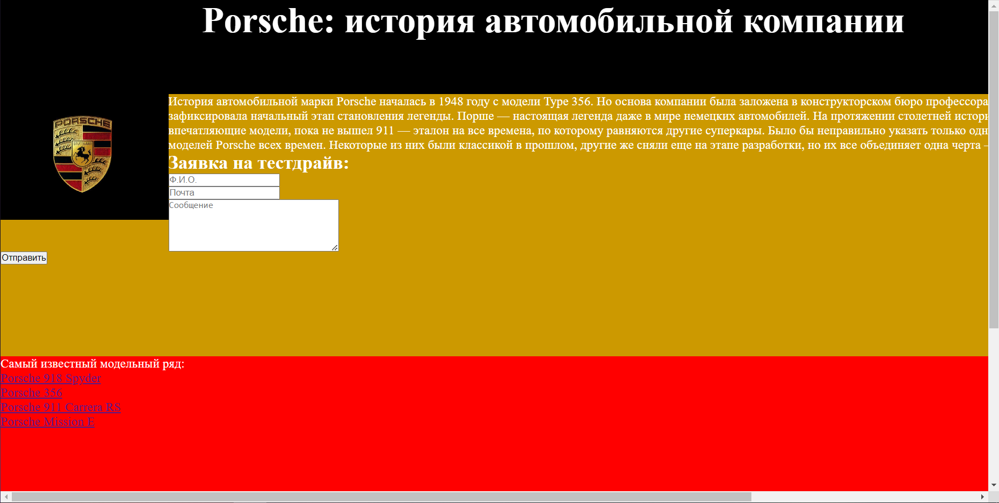 Porsche: история автомобильной компании
PORSCHE
STUTTGART
История автомобильной марки Porsche началась в 1948 году с модели Type 356. Но основа компании была заложена в конструкторском бюро профессора
зафиксировала начальный этап становления легенды. Порше — настоящая легенда даже в мире немецких автомобилей. На протяжении столетней истори
впечатляющие модели, пока не вышел 911 — эталон на все времена, по которому равняются другие суперкары. Было бы неправильно указать только одн
моделей Porsche всех времен. Некоторые из них были классикой в прошлом, другие же сняли еще на этапе разработки, но их все объединяет одна черта –
Заявка на тестдрайв:
Ф.И.О.
Почта
Сообщение
Отправить
Самый известный модельный ряд:
Porsche 918 Spyder
Porsche 356
Porsche 911 Carrera RS
Porsche Mission E